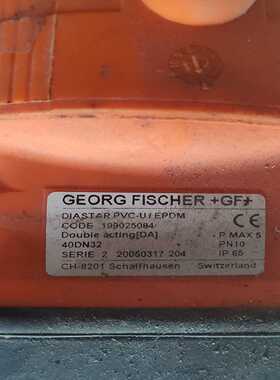 GEORG FISCHER +GF+
DIASTAR PVC-U / EPDM
CODE 199025084
Double acting[DA] P MAX 5
40DN32 PN10
SERIE 2 20050317 204 IP 65
CH-8201 Schaffhausen Switzerland